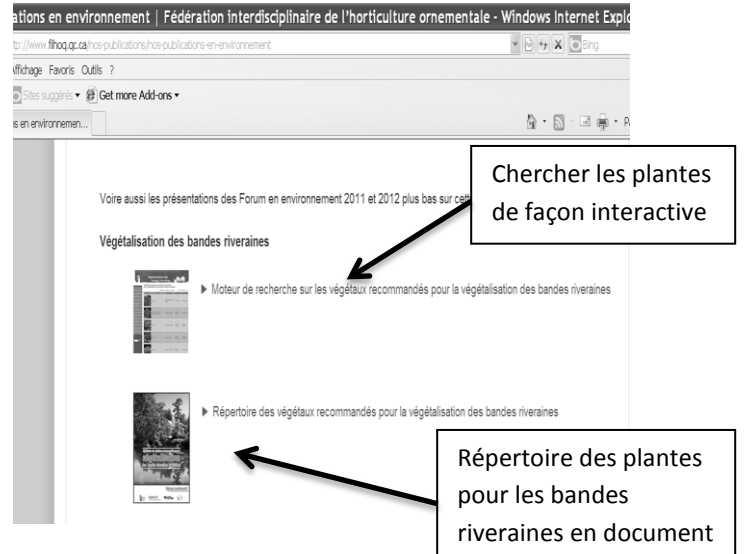 ations en environnement | Fédération interdisciplinaire de l'horticulture ornementale - Windows Internet Explo
tp://www.fihoq.qc.ca/nos-publications/nos-publications-en-environnement
Bing
Affichage Favoris Outils ?
Sites suggérés Get more Add-ons
s en environnemen...
Chercher les plantes
de façon interactive
Voire aussi les présentations des Forum en environnement 2011 et 2012 plus bas sur cett
Végétalisation des bandes riveraines
Moteur de recherche sur les végétaux recommandés pour la végétalisation des bandes riveraines
Répertoire des végétaux recommandés pour la végétalisation des bandes riveraines
Répertoire des plantes
pour les bandes
riveraines en document